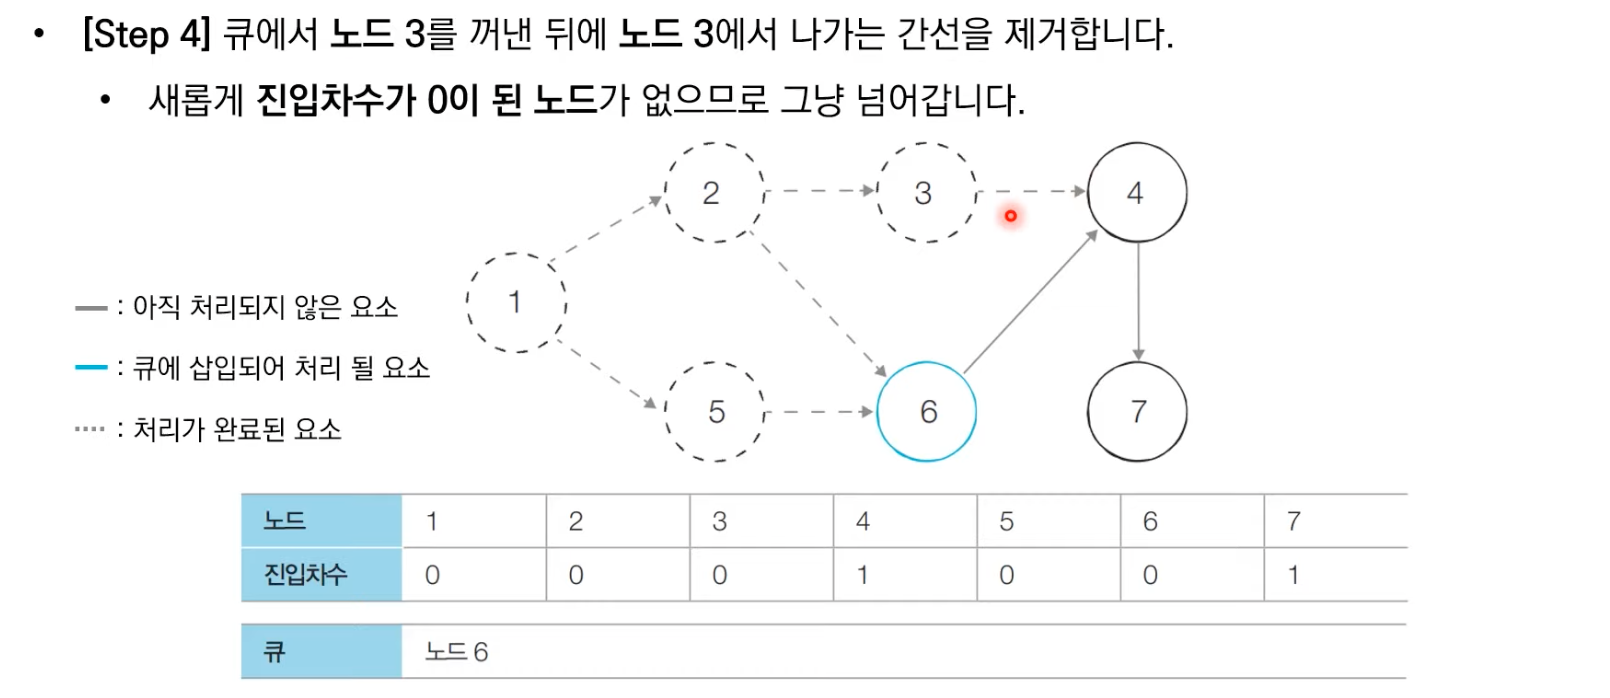 • [Step 4] 큐에서 노드 3를 꺼낸 뒤에 노드 3에서 나가는 간선을 제거합니다.
• 새롭게 진입차수가 0이 된 노드가 없으므로 그냥 넘어갑니다.
2 3 4
1
: 아직 처리되지 않은 요소
: 큐에 삽입되어 처리 될 요소
5 6 7
: 처리가 완료된 요소
노드 1 2 3 4 5 6 7
진입차수 0 0 0 1 0 0 1
큐 노드 6